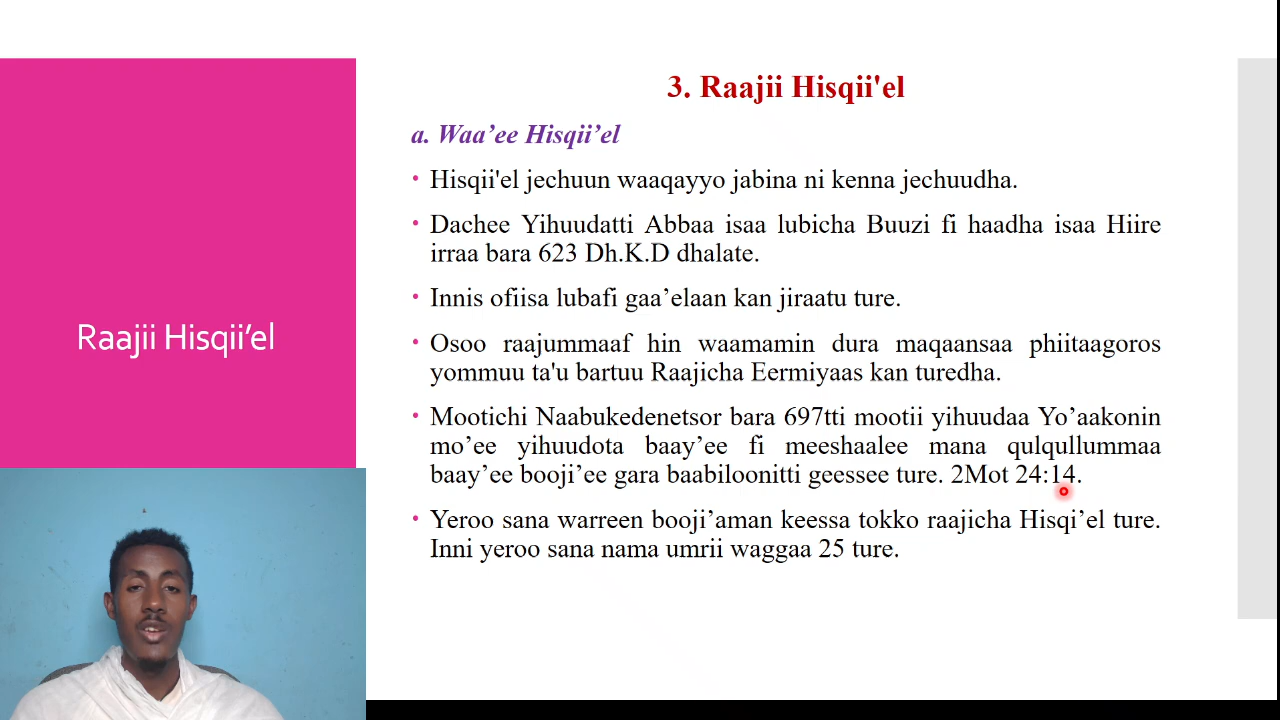 3. Raajii Hisqii'el
a. Waa’ee Hisqii’el
• Hisqii'el jechuun waaqayyo jabina ni kenna jechuudha.
• Dachee Yihuudatti Abbaa isaa lubicha Buuzi fi haadha isaa Hiire
irraa bara 623 Dh.K.D dhalate.
• Innis ofiisa lubafi gaa’elaan kan jiraatu ture.
• Osoo raajummaaf hin waamamin dura maqaansaa phiitaagoros
yommuu ta'u bartuu Raajicha Eermiyaas kan turedha.
• Mootichi Naabukedenetsor bara 697tti mootii yihuudaa Yo’aakonin
mo’ee yihuudota baay’ee fi meeshaalee mana qulqullummaa
baay’ee booji’ee gara baabiloonitti geessee ture. 2Mot 24:14.
• Yeroo sana warreen booji’aman keessa tokko raajicha Hisqi’el ture.
Inni yeroo sana nama umrii waggaa 25 ture.
Raajii Hisqii’el